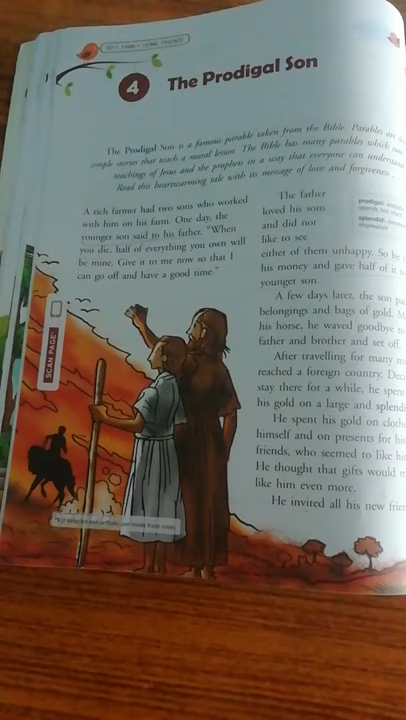 SELF, FAMILY, HOME, FRIENDS
4 The Prodigal Son
The Prodigal Son is a famous parable taken from the Bible. Parables are
simple stories that teach a moral lesson. The Bible has many parables which
teachings of Jesus and the prophets in a way that everyone can understand
Read this heartwarming tale with its message of love and forgiveness
A rich farmer had two sons who worked
with him on his farm. One day, the
younger son said to his father, "When
you die, half of everything you own will
be mine. Give it to me now so that I
can go off and have a good time."
SCAN PAGE
The father
loved his sons
and did not
like to see
either of them unhappy. So he
his money and gave half of it
younger son.
prodigal:
spends too much
splendid:
impressive
A few days later, the son
belongings and bags of gold.
his horse, he waved goodbye
father and brother and set off.
After travelling for many
reached a foreign country.
stay there for a while, he spent
his gold on a large and splendid
He spent his gold on
himself and on presents for
friends, who seemed to like
He thought that gifts would
like him even more.
He invited all his new